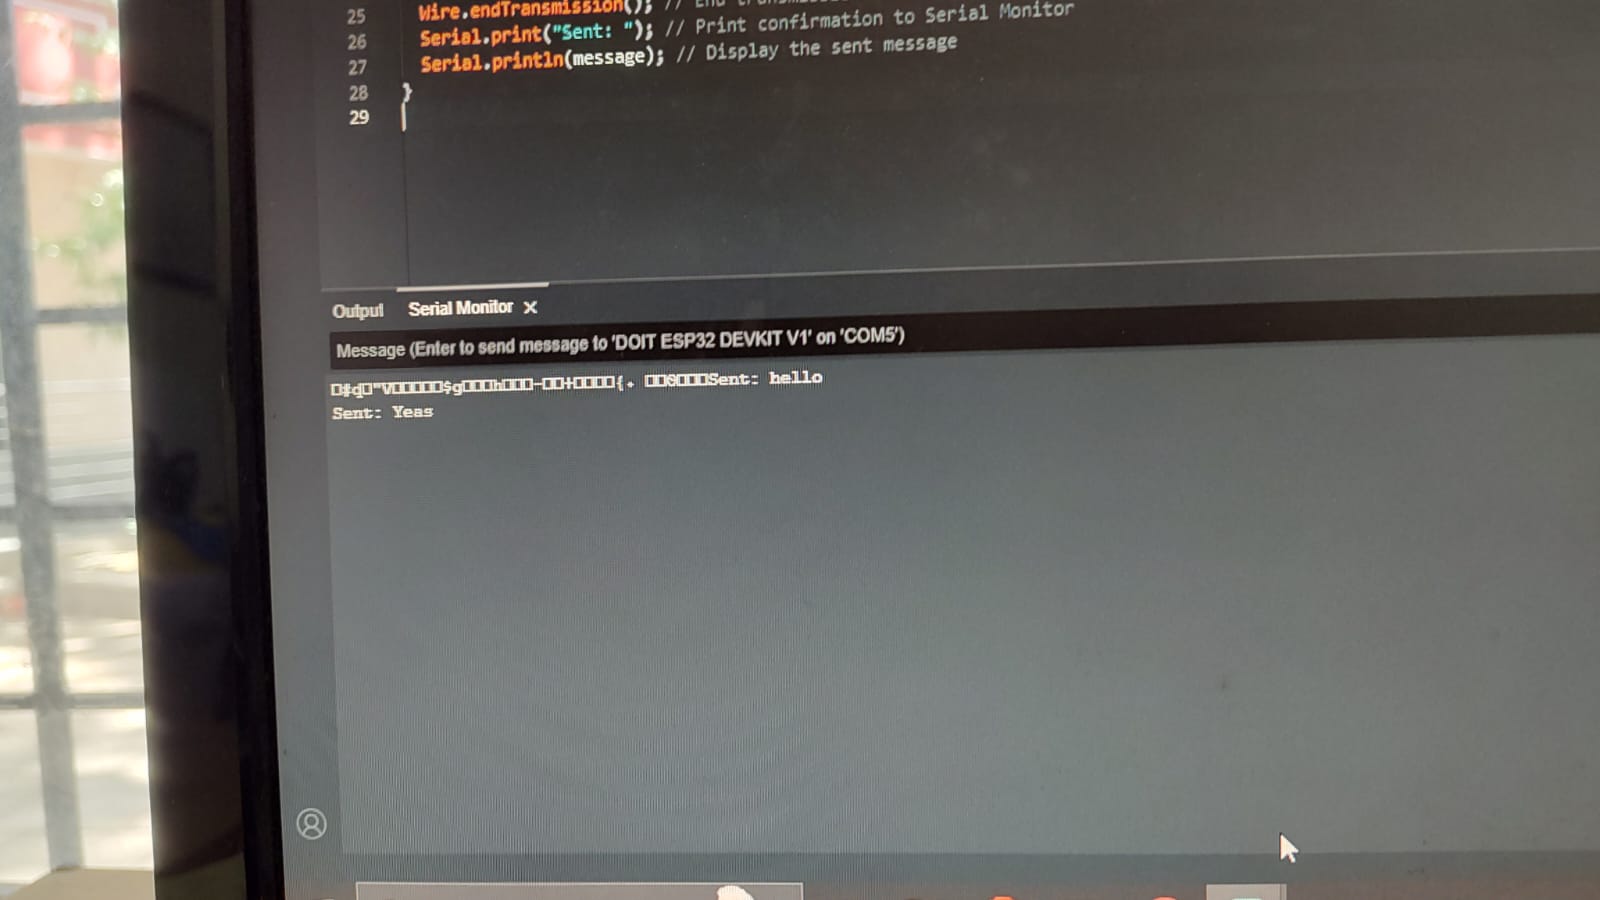 25 Wire.endTransmission(); //
26 Serial.print("Sent: "); // Print confirmation to Serial Monitor
27 Serial.println(message); // Display the sent message
28 }
29
Output Serial Monitor X
Message (Enter to send message to 'DOIT ESP32 DEVKIT V1' on 'COM5')
Sent: hello
Sent: Yeas